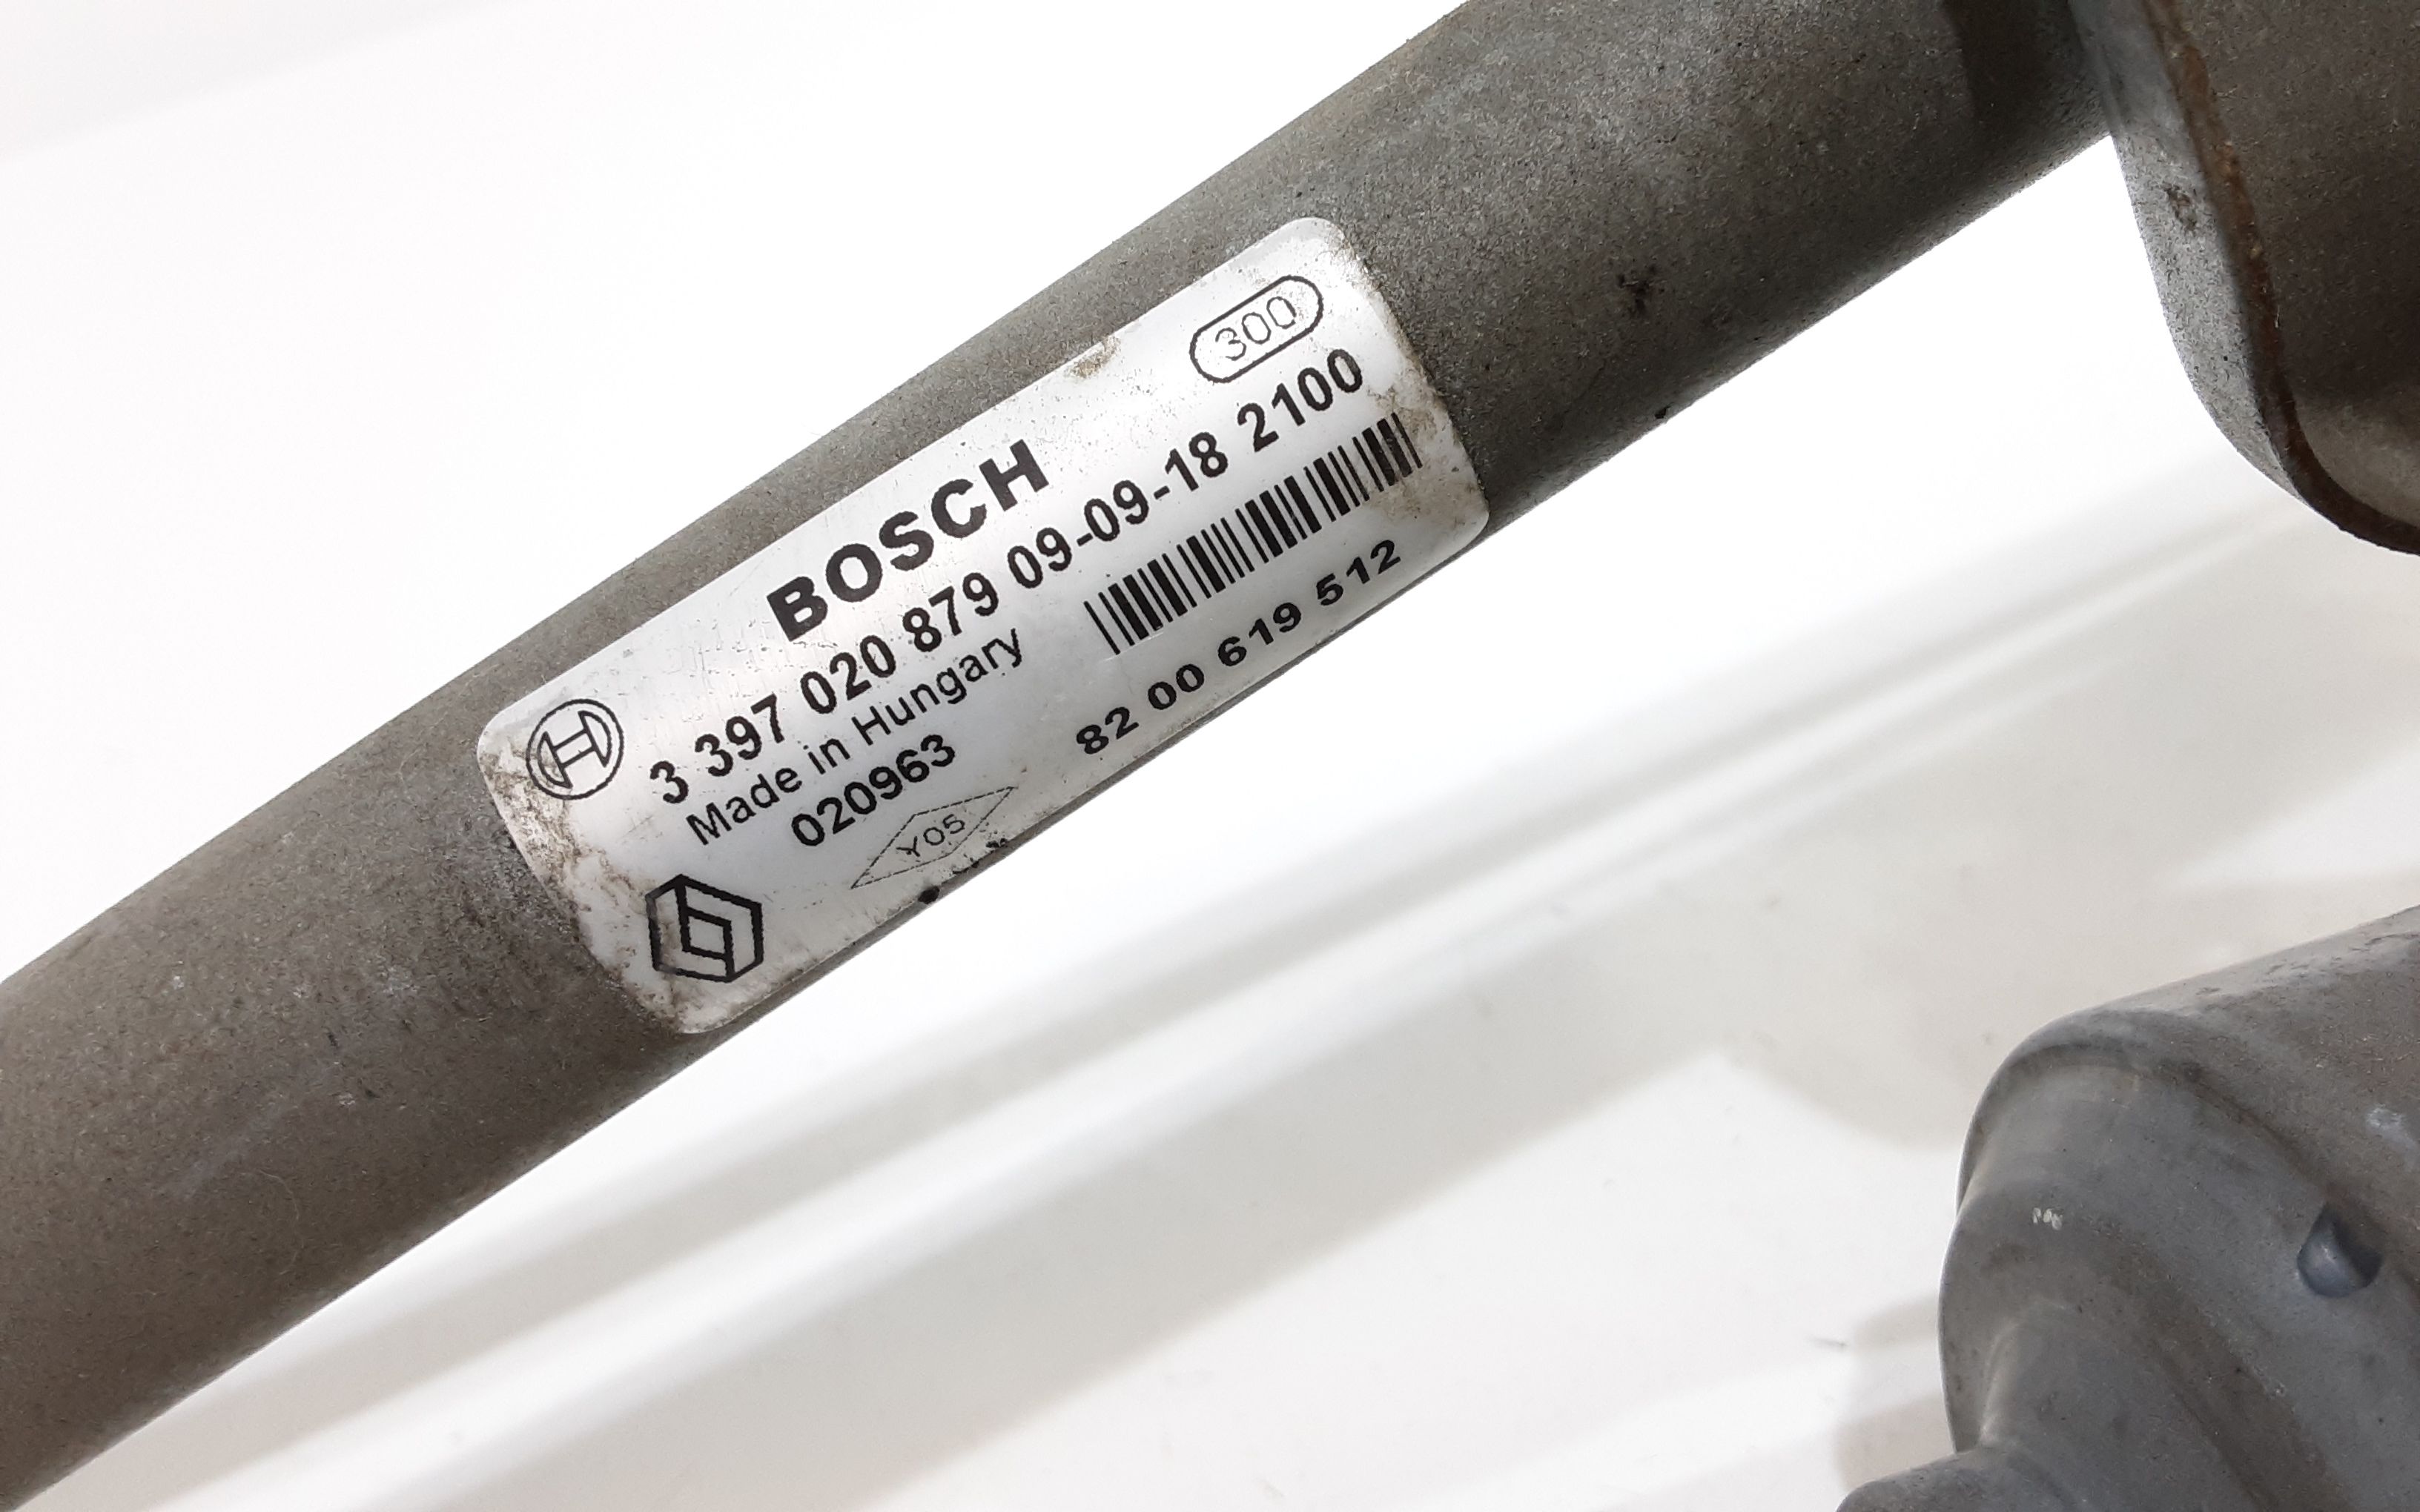 300
BOSCH
3 397 020 879 09-09-18 2100
Made in Hungary
020963
82 00 619 512
Y05